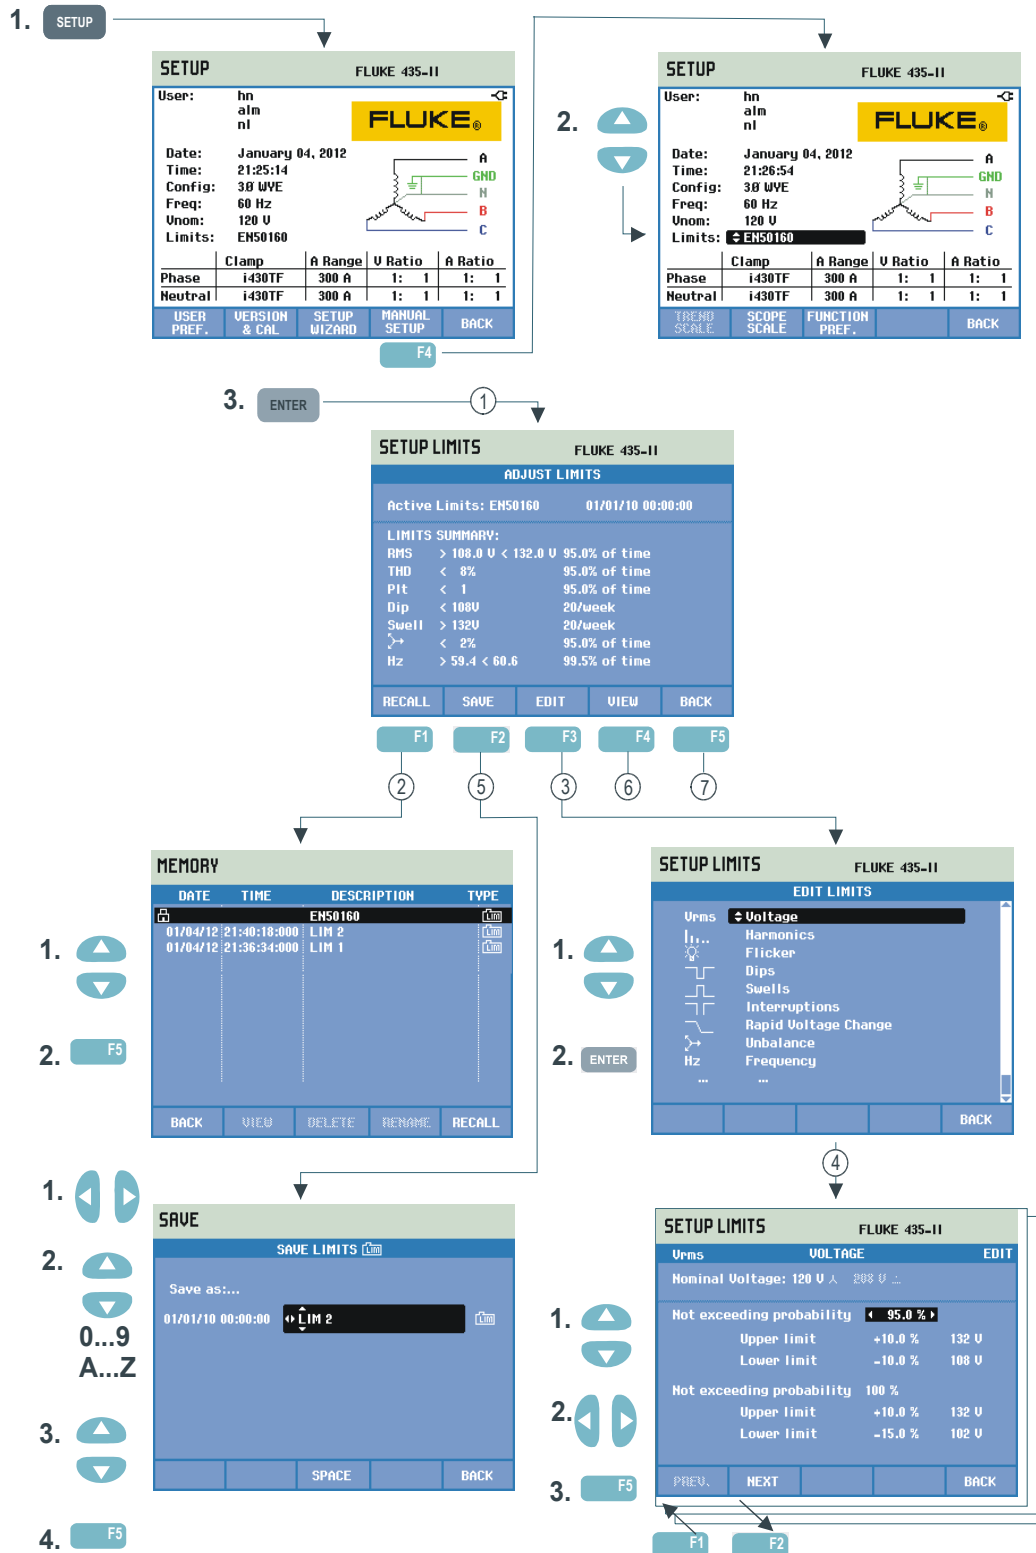 1. SETUP
SETUP FLUKE 435-II
User: hn
alm
nl
FLUKE®
Date: January 04, 2012
Time: 21:25:14
Config: 3Ø WYE
Freq: 60 Hz
Vnom: 120 V
Limits: EN50160
A
GND
N
B
C
Clamp A Range V Ratio A Ratio
Phase i430TF 300 A 1: 1 1: 1
Neutral i430TF 300 A 1: 1 1: 1
USER PREF. VERSION & CAL SETUP WIZARD MANUAL SETUP BACK
F4
2.
SETUP FLUKE 435-II
User: hn
alm
nl
FLUKE®
Date: January 04, 2012
Time: 21:26:54
Config: 3Ø WYE
Freq: 60 Hz
Vnom: 120 V
Limits: EN50160
A
GND
N
B
C
Clamp A Range V Ratio A Ratio
Phase i430TF 300 A 1: 1 1: 1
Neutral i430TF 300 A 1: 1 1: 1
TREND SCALE SCOPE SCALE FUNCTION PREF. BACK
3. ENTER 1
SETUP LIMITS FLUKE 435-II
ADJUST LIMITS
Active Limits: EN50160 01/01/10 00:00:00
LIMITS SUMMARY:
RMS > 108.0 V < 132.0 V 95.0% of time
THD < 8% 95.0% of time
Plt < 1 95.0% of time
Dip < 108V 20/week
Swell > 132V 20/week
< 2% 95.0% of time
Hz > 59.4 < 60.6 99.5% of time
RECALL SAVE EDIT VIEW BACK
F1 F2 F3 F4 F5
2 5 3 6 7
MEMORY
DATE TIME DESCRIPTION TYPE
EN50160 Lim
01/04/12 21:40:18:000 LIM 2 Lim
01/04/12 21:36:34:000 LIM 1 Lim
BACK VIEW DELETE RENAME RECALL
1.
2. F5
SETUP LIMITS FLUKE 435-II
EDIT LIMITS
Vrms Voltage
Harmonics
Flicker
Dips
Swells
Interruptions
Rapid Voltage Change
Unbalance
Hz Frequency
... ...
BACK
1.
2. ENTER
4
1.
2.
0...9
A...Z
3.
4. F5
SAVE
SAVE LIMITS Lim
Save as:...
01/01/10 00:00:00 LIM 2 Lim
SPACE BACK
SETUP LIMITS FLUKE 435-II
Vrms VOLTAGE EDIT
Nominal Voltage: 120 V 208 V
Not exceeding probability 95.0 %
Upper limit +10.0 % 132 V
Lower limit -10.0 % 108 V
Not exceeding probability 100 %
Upper limit +10.0 % 132 V
Lower limit -15.0 % 102 V
PREV. NEXT BACK
1.
2.
3. F5
F1 F2